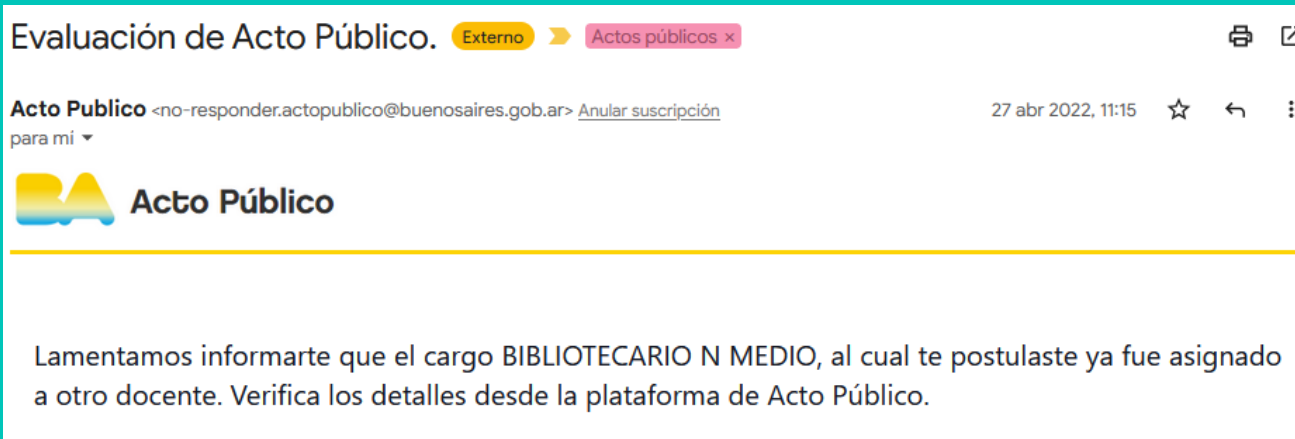 Evaluación de Acto Público. Externo Actos públicos ×
Acto Publico <no-responder.actopublico@buenosaires.gob.ar> Anular suscripción 27 abr 2022, 11:15
para mí
BA Acto Público
Lamentamos informarte que el cargo BIBLIOTECARIO N MEDIO, al cual te postulaste ya fue asignado
a otro docente. Verifica los detalles desde la plataforma de Acto Público.